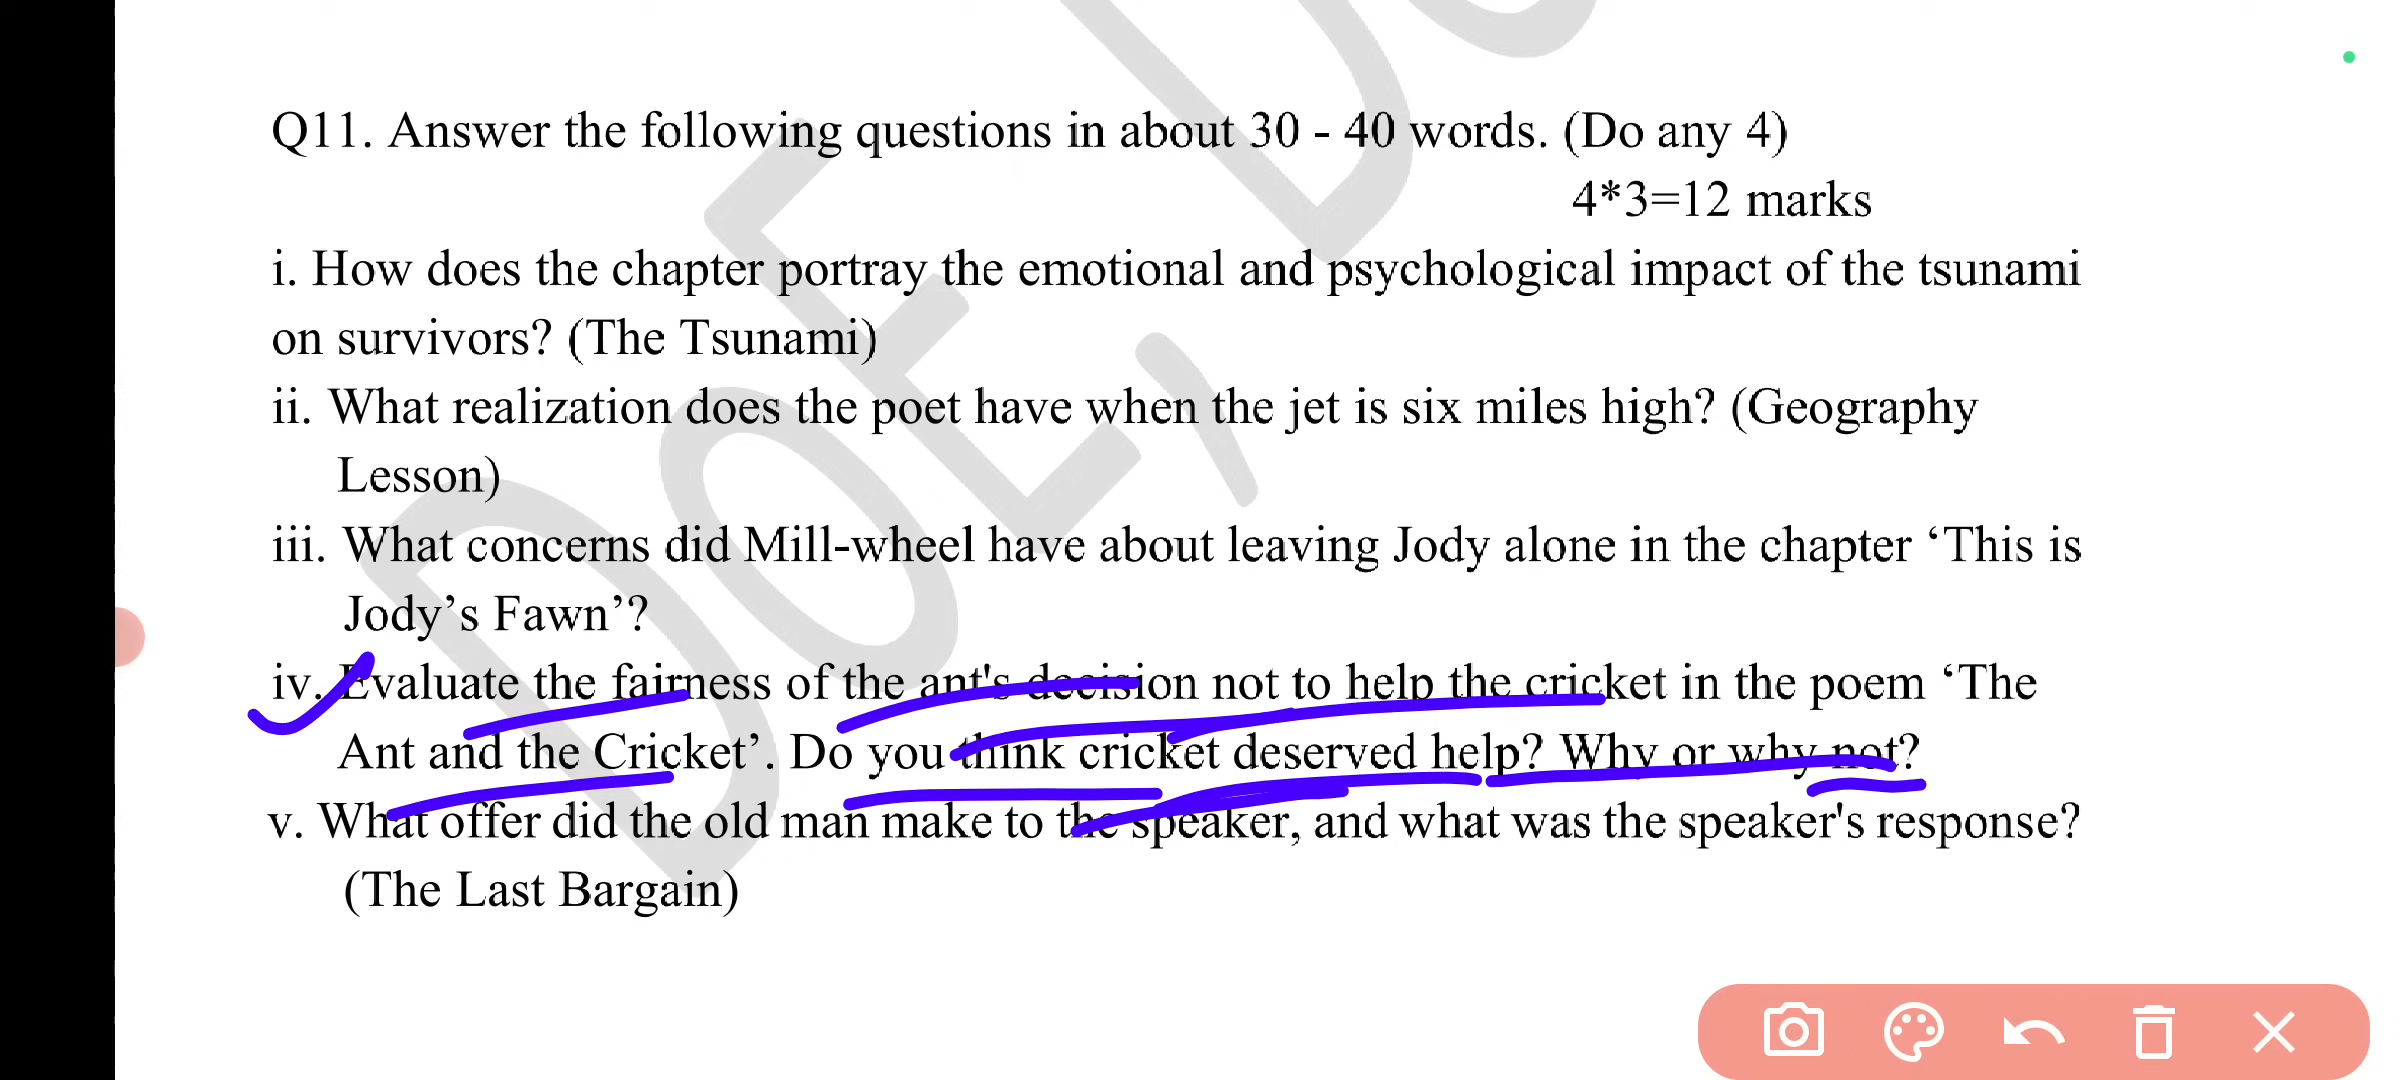 Q11. Answer the following questions in about 30 - 40 words. (Do any 4)
4*3=12 marks
i. How does the chapter portray the emotional and psychological impact of the tsunami
on survivors? (The Tsunami)
ii. What realization does the poet have when the jet is six miles high? (Geography
Lesson)
iii. What concerns did Mill-wheel have about leaving Jody alone in the chapter ‘This is
Jody’s Fawn’?
iv. Evaluate the fairness of the ant's decision not to help the cricket in the poem ‘The
Ant and the Cricket’. Do you think cricket deserved help? Why or why not?
v. What offer did the old man make to the speaker, and what was the speaker's response?
(The Last Bargain)
DOE, D